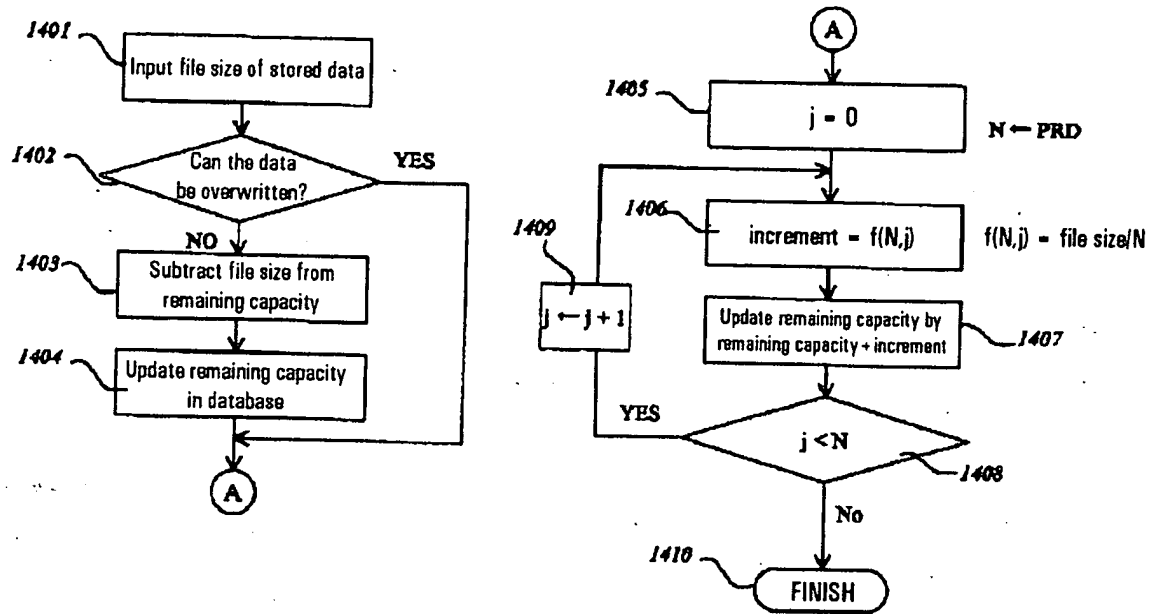 1401
Input file size of stored data
1402
Can the data
be overwritten?
YES
NO
1403
Subtract file size from
remaining capacity
1404
Update remaining capacity
in database
A
A
1405
j = 0
N ← PRD
1406
increment = f(N,j)
f(N,j) = file size/N
1409
j ← j + 1
Update remaining capacity by
remaining capacity + increment
1407
YES
j < N
1408
No
1410
FINISH